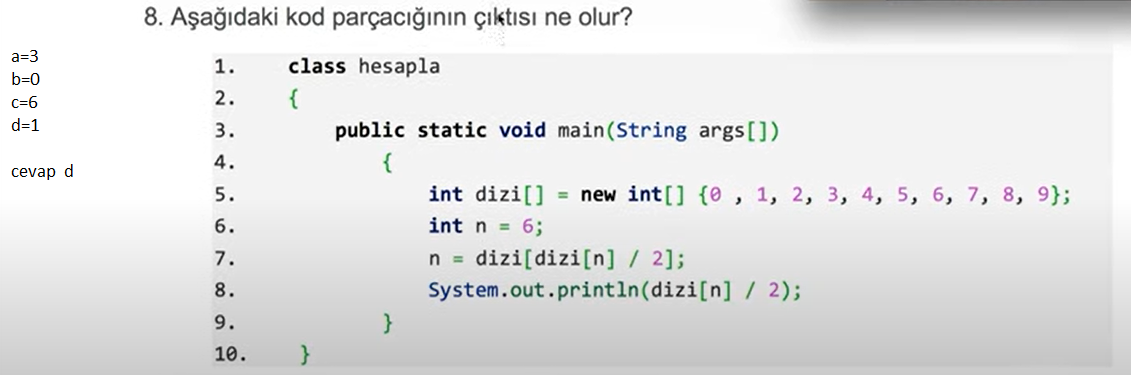 8. Aşağıdaki kod parçacığının çıktısı ne olur?
a=3
b=0
c=6
d=1
cevap d
1. class hesapla
2. {
3. public static void main(String args[])
4. {
5. int dizi[] = new int[] {0 , 1, 2, 3, 4, 5, 6, 7, 8, 9};
6. int n = 6;
7. n = dizi[dizi[n] / 2];
8. System.out.println(dizi[n] / 2);
9. }
10. }